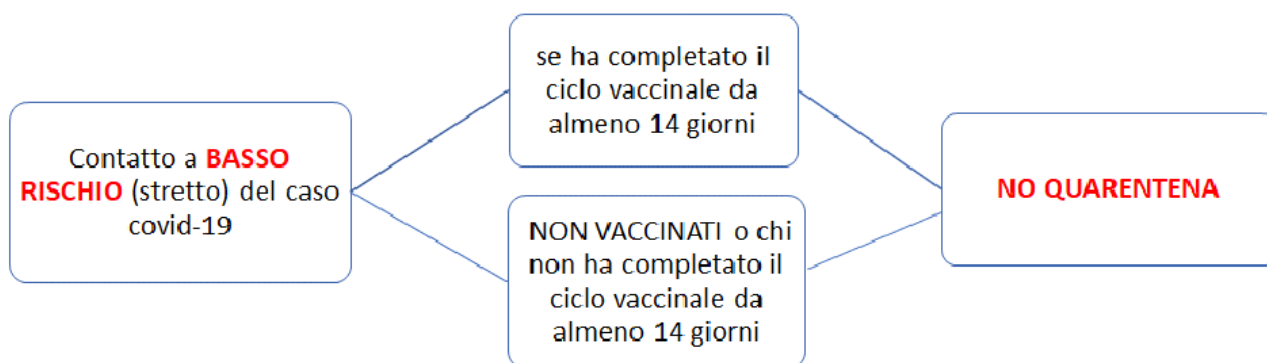 se ha completato il
ciclo vaccinale da
almeno 14 giorni
Contatto a BASSO
RISCHIO (stretto) del caso
covid-19
NO QUARENTENA
NON VACCINATI o chi
non ha completato il
ciclo vaccinale da
almeno 14 giorni